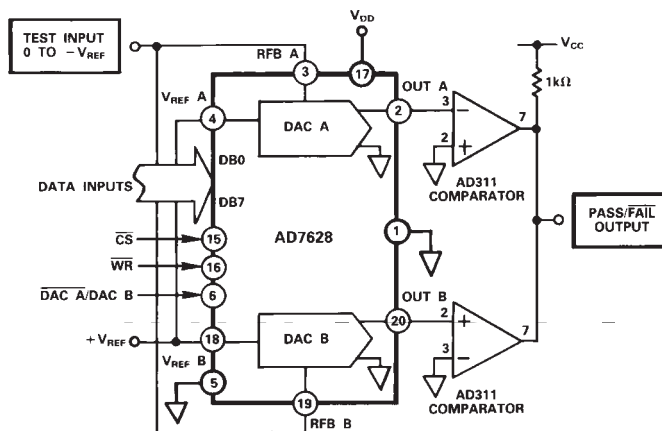 TEST INPUT
0 TO – VREF
VDD
VCC
RFB A
3
17
OUT A
1kΩ
VREF A
4
DAC A
2
3
–
7
2
+
DB0
DATA INPUTS
DB7
AD311
COMPARATOR
PASS/FAIL
OUTPUT
1
CS
15
AD7628
WR
16
DAC A/DAC B
6
OUT B
20
2
+
7
+ VREF
18
DAC B
3
–
VREF B
5
19
AD311
COMPARATOR
RFB B